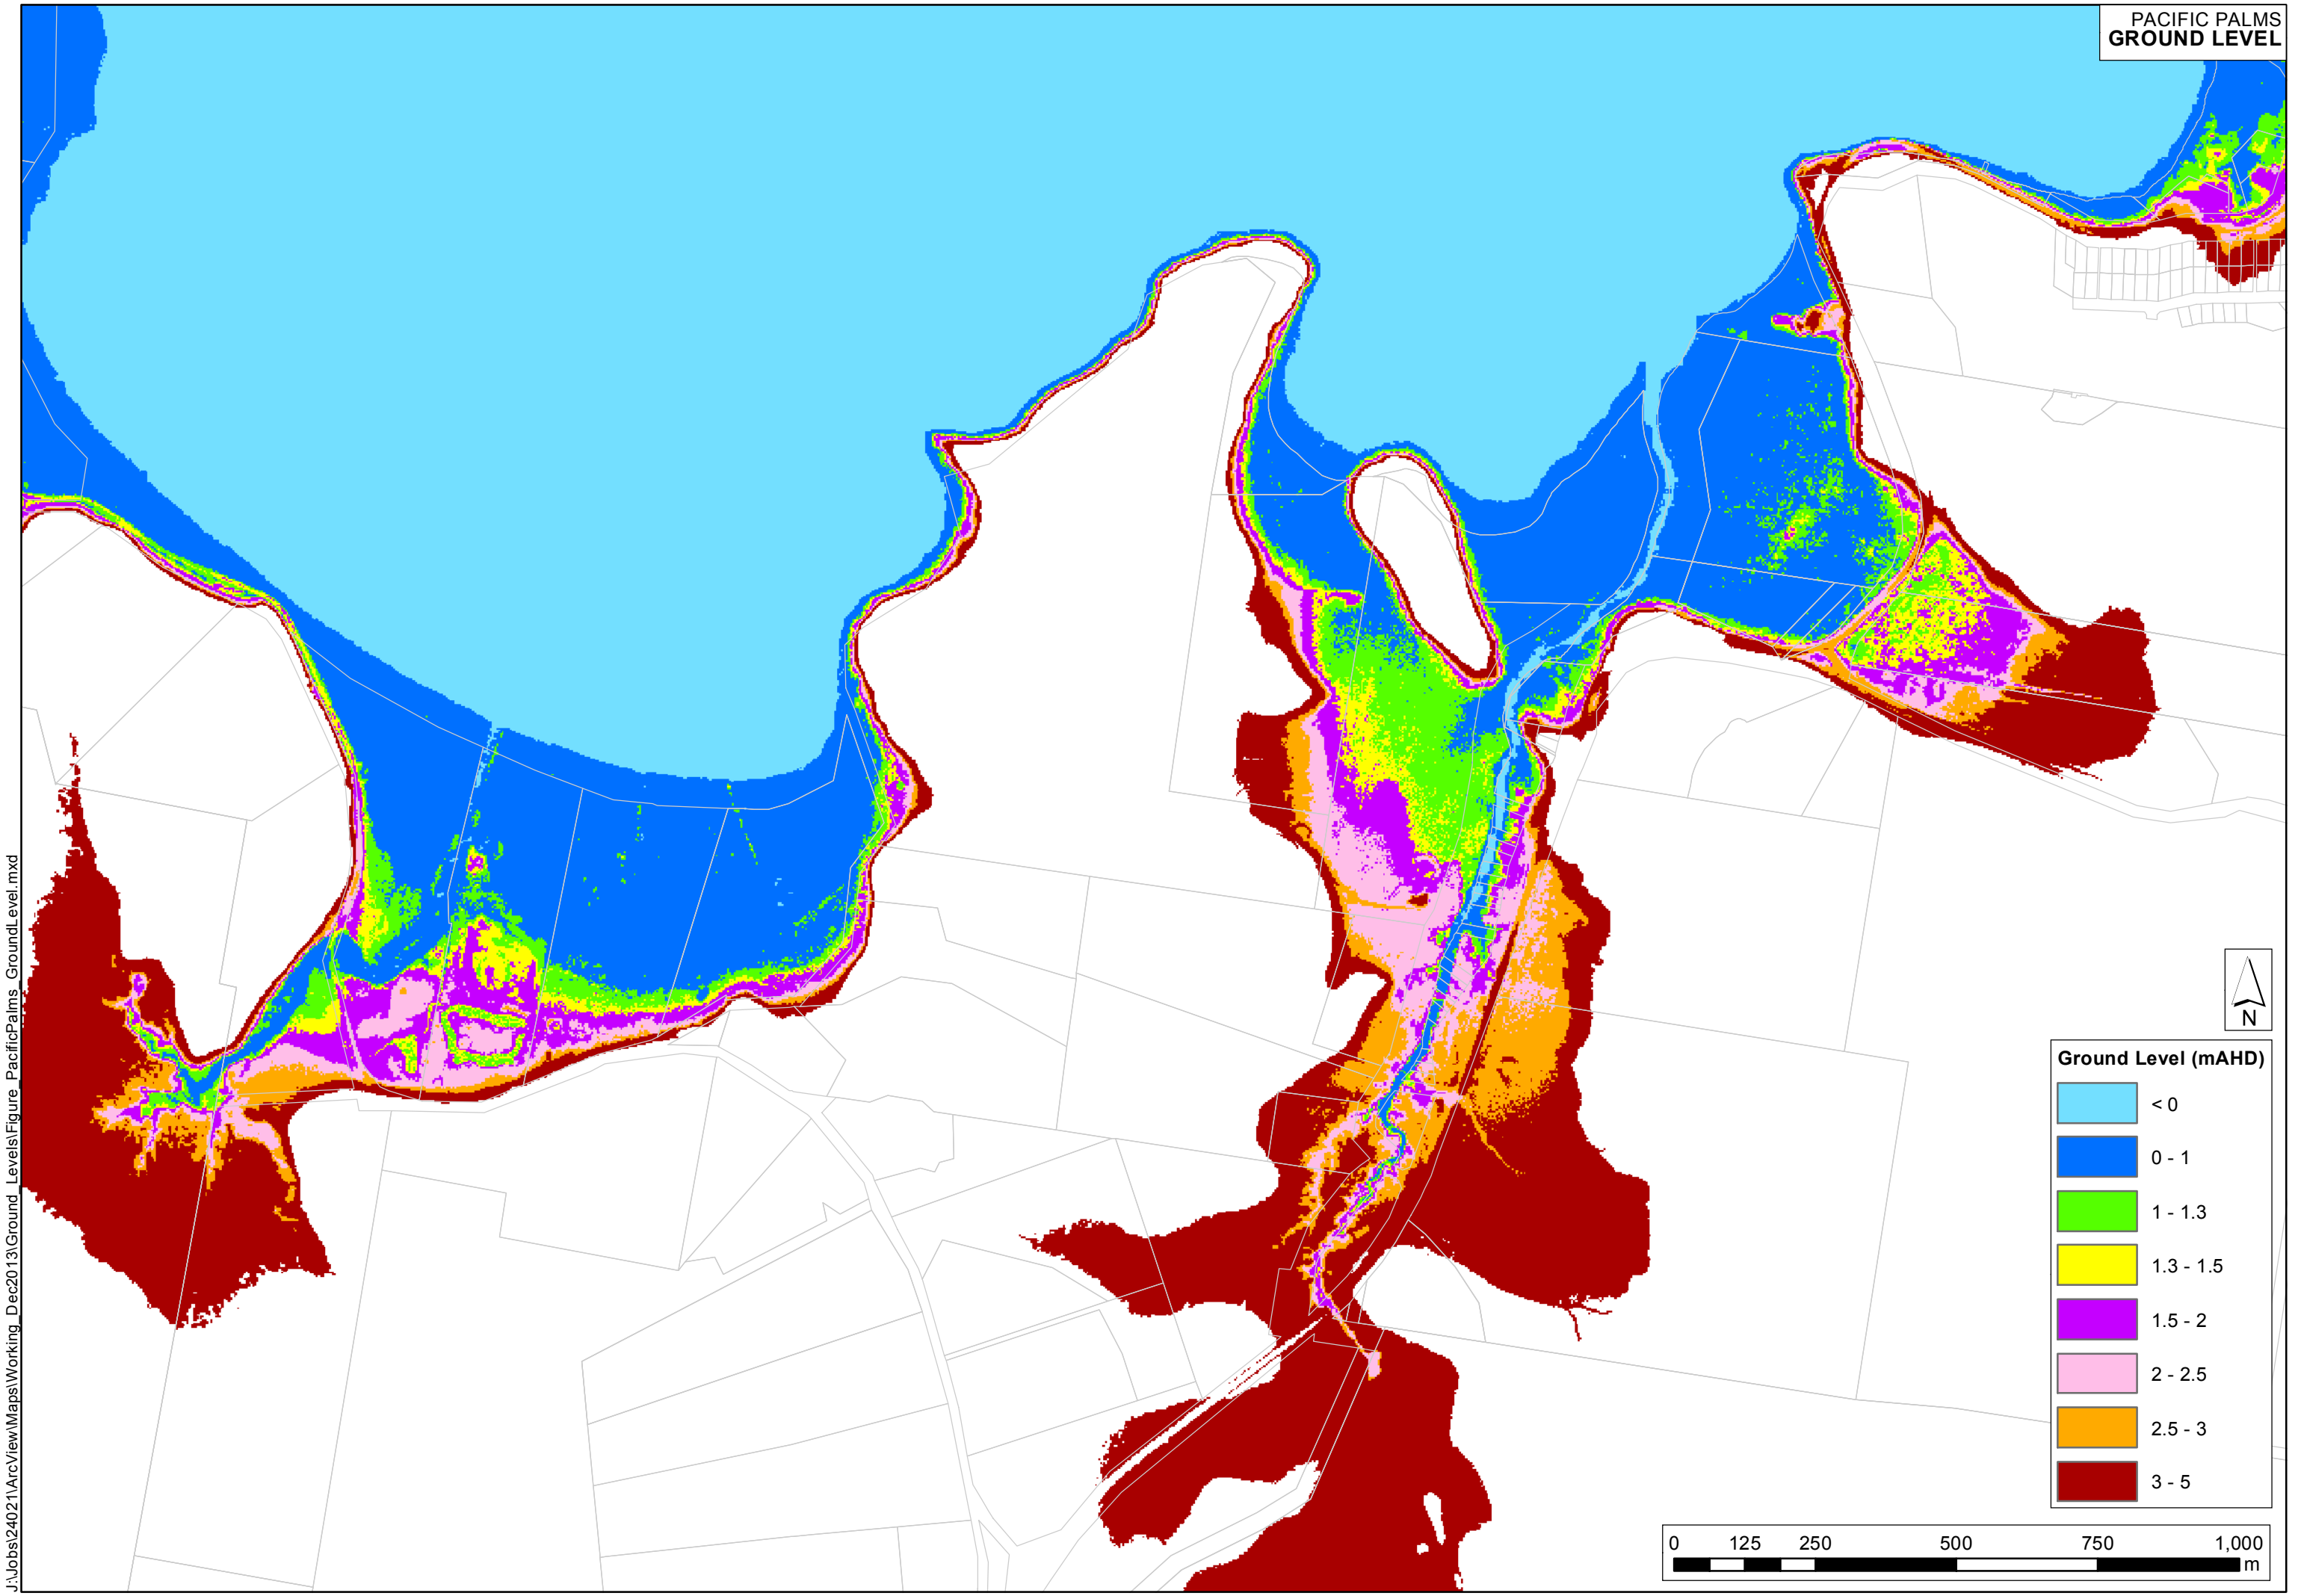 PACIFIC PALMS
GROUND LEVEL
N
Ground Level (mAHD)
< 0
0 - 1
1 - 1.3
1.3 - 1.5
1.5 - 2
2 - 2.5
2.5 - 3
3 - 5
0 125 250 500 750 1,000
m
J:\Jobs\24021\ArcView\Maps\Working_Dec2013\Ground_Levels\Figure_PacificPalms_GroundLevel.mxd